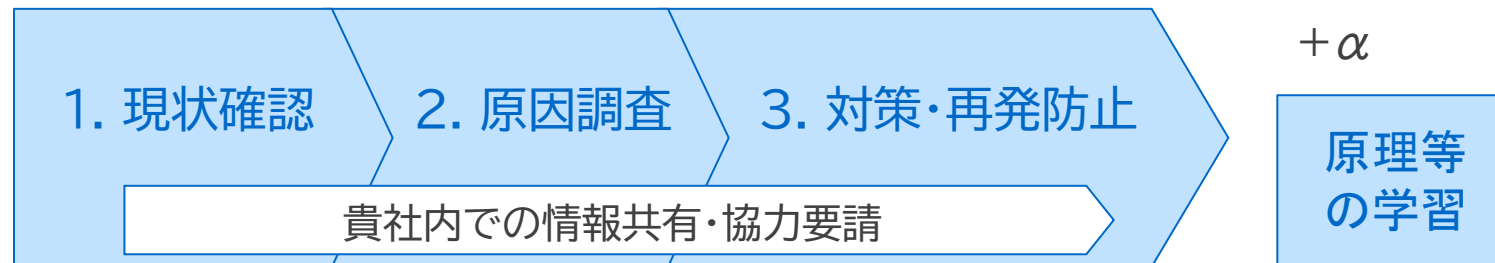 1. 現状確認
2. 原因調査
3. 対策・再発防止
貴社内での情報共有・協力要請
+α
原理等
の学習